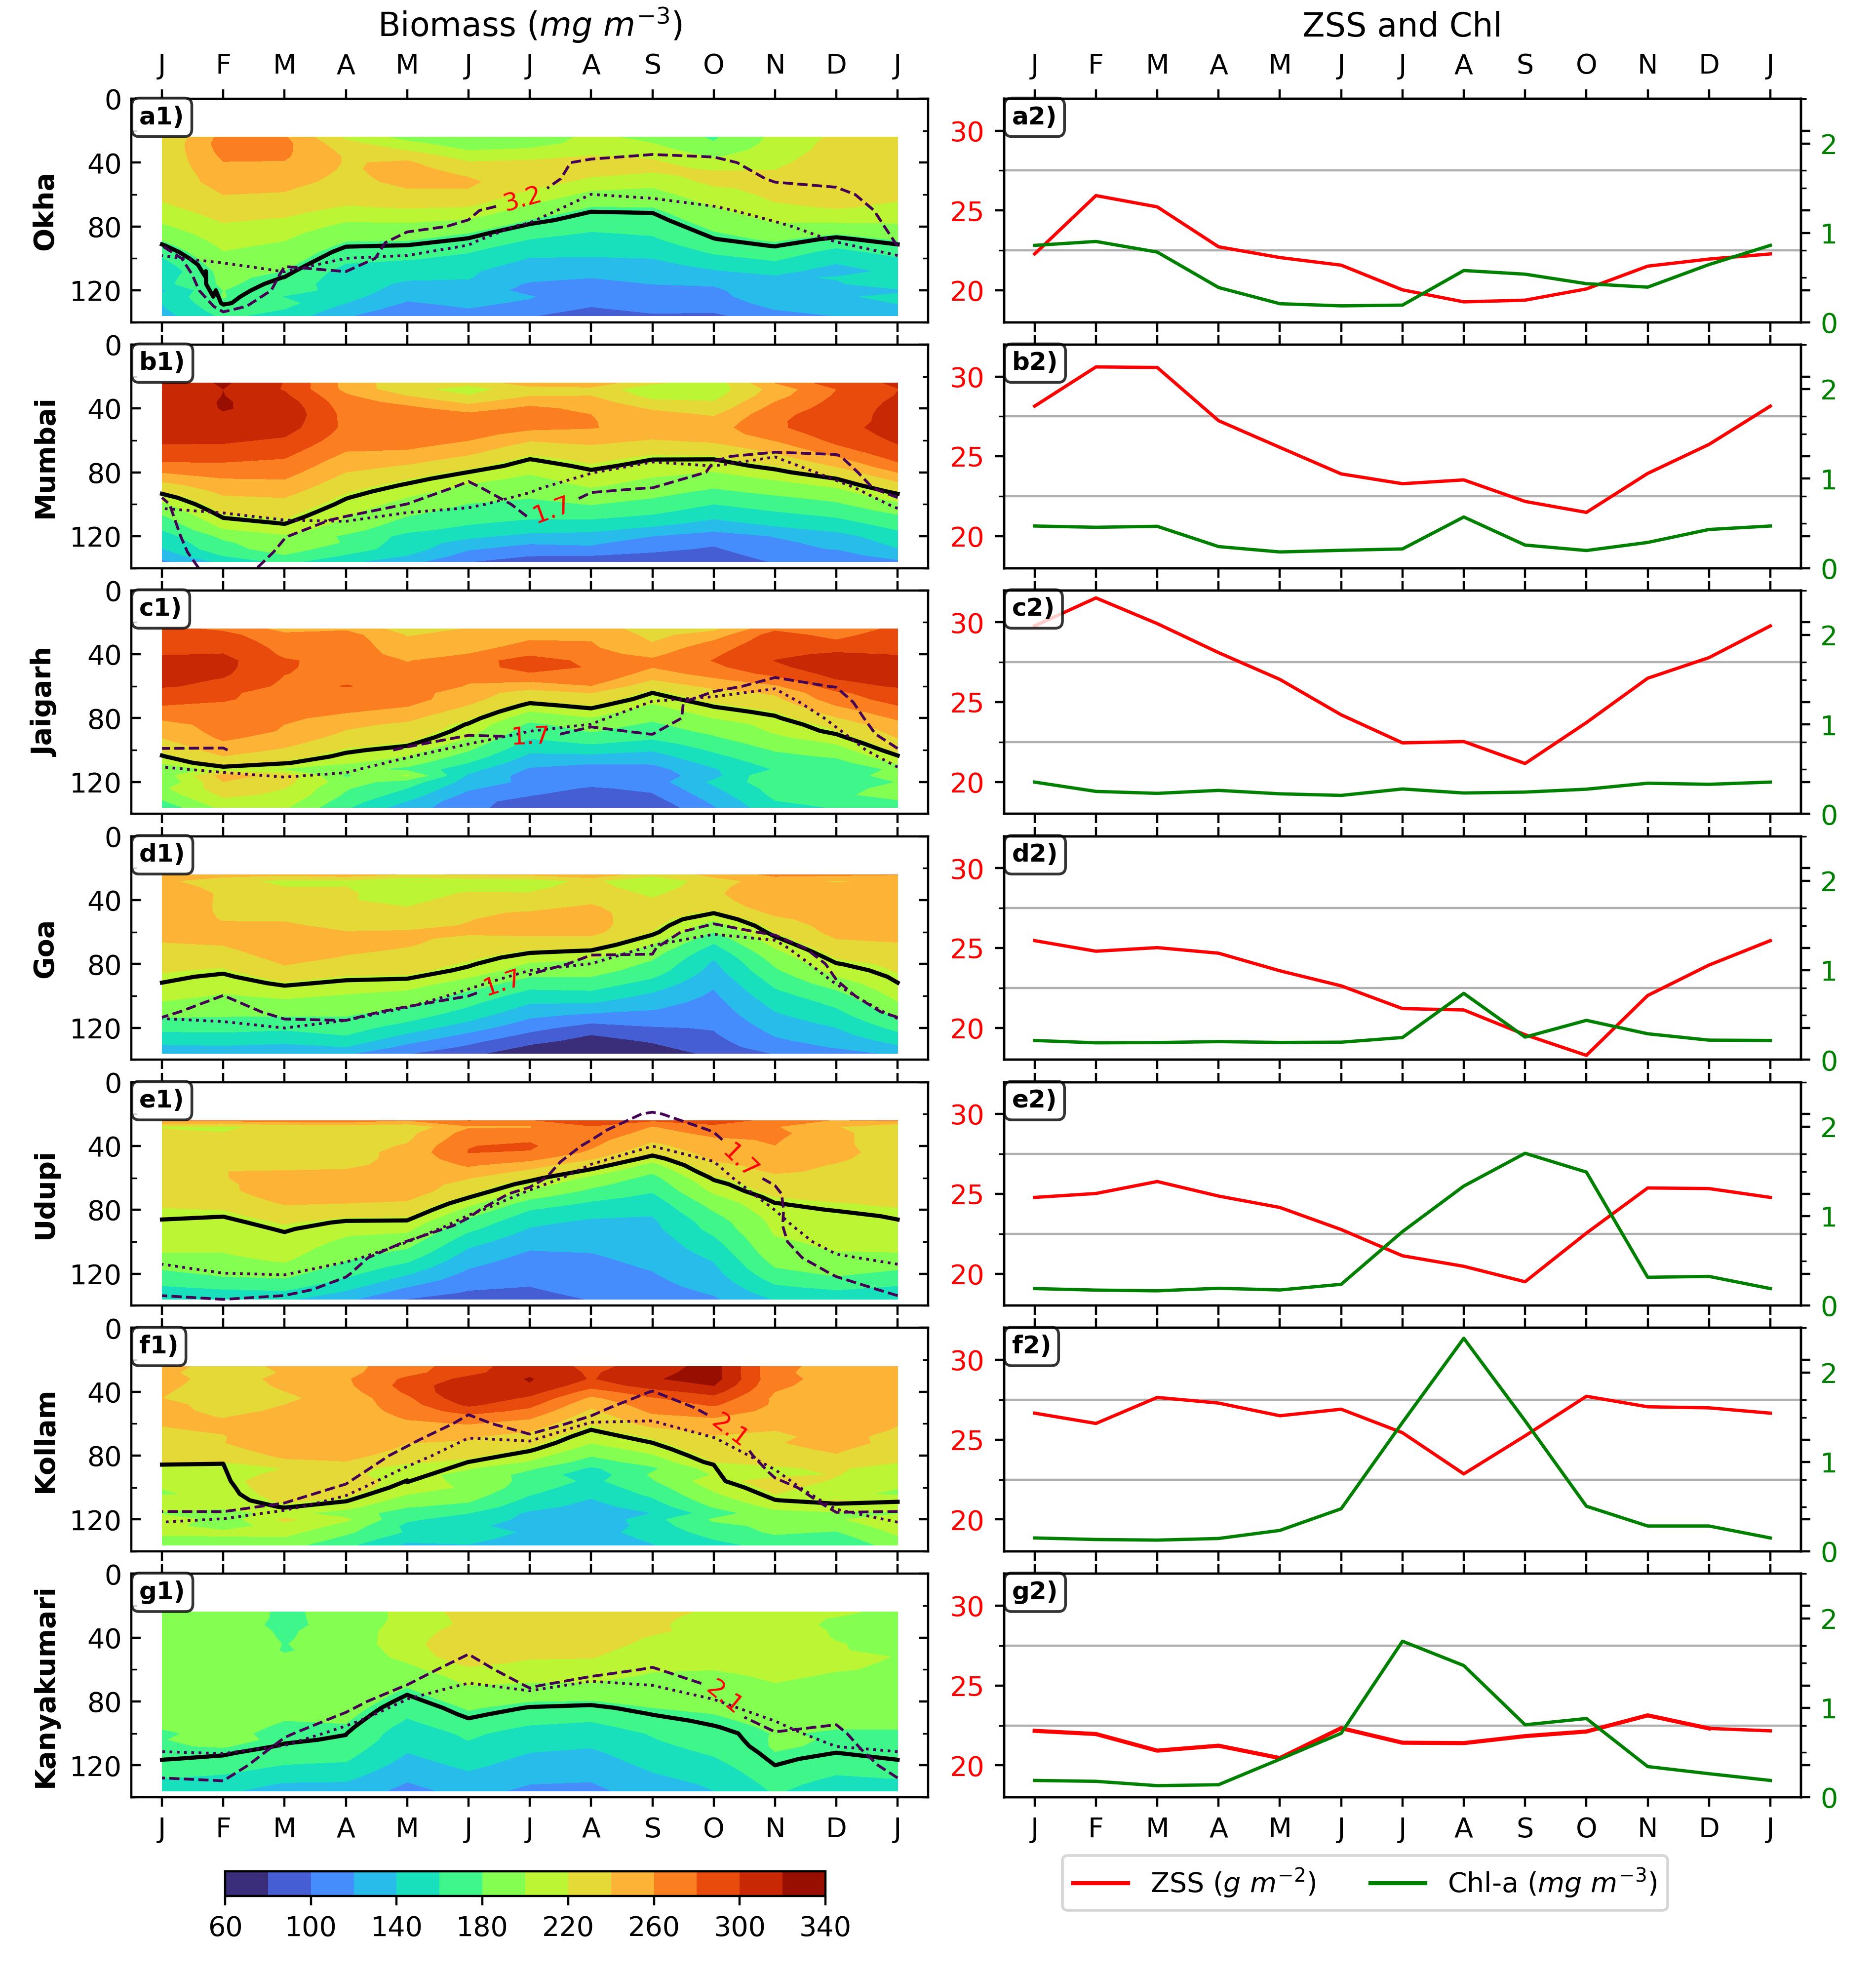 Biomass (mg m⁻³) ZSS and Chl
J F M A M J J A S O N D J J F M A M J J A S O N D J
Okha
a1)
0
40
80
120
3.2
a2)
30
25
20
2
1
0
Mumbai
b1)
0
40
80
120
1.7
b2)
30
25
20
2
1
0
Jaigarh
c1)
0
40
80
120
1.7
c2)
30
25
20
2
1
0
Goa
d1)
0
40
80
120
1.7
d2)
30
25
20
2
1
0
Udupi
e1)
0
40
80
120
1.7
e2)
30
25
20
2
1
0
Kollam
f1)
0
40
80
120
2.1
f2)
30
25
20
2
1
0
Kanyakumari
g1)
0
40
80
120
2.1
g2)
30
25
20
2
1
0
J F M A M J J A S O N D J J F M A M J J A S O N D J
60 100 140 180 220 260 300 340
ZSS (g m⁻²) Chl-a (mg m⁻³)